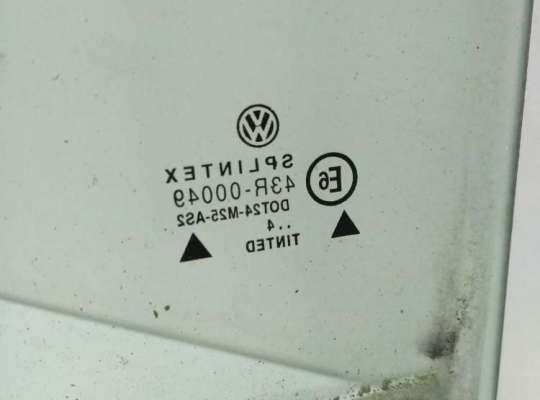 SPLINTEX
43R-00049
E6
DOT24-M25-AS2
..4
TINTED